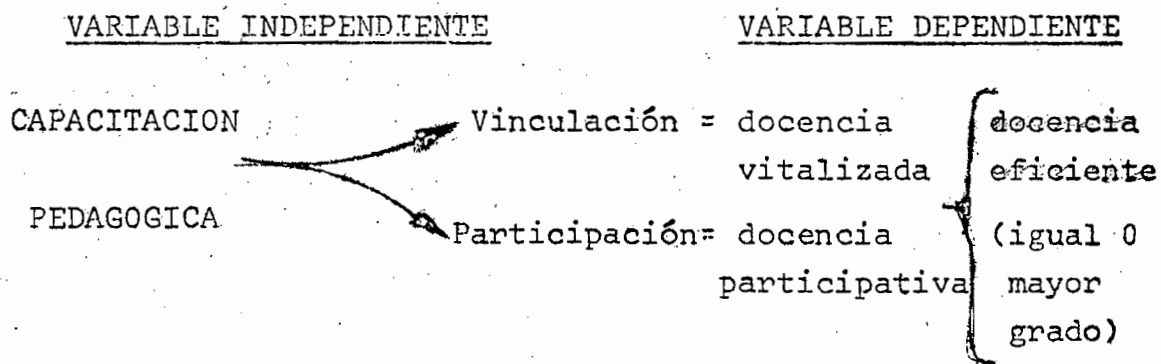 VARIABLE INDEPENDIENTE VARIABLE DEPENDIENTE
CAPACITACION Vinculación = docencia docencia
vitalizada eficiente
PEDAGOGICA Participación= docencia (igual 0
participativa mayor
grado)